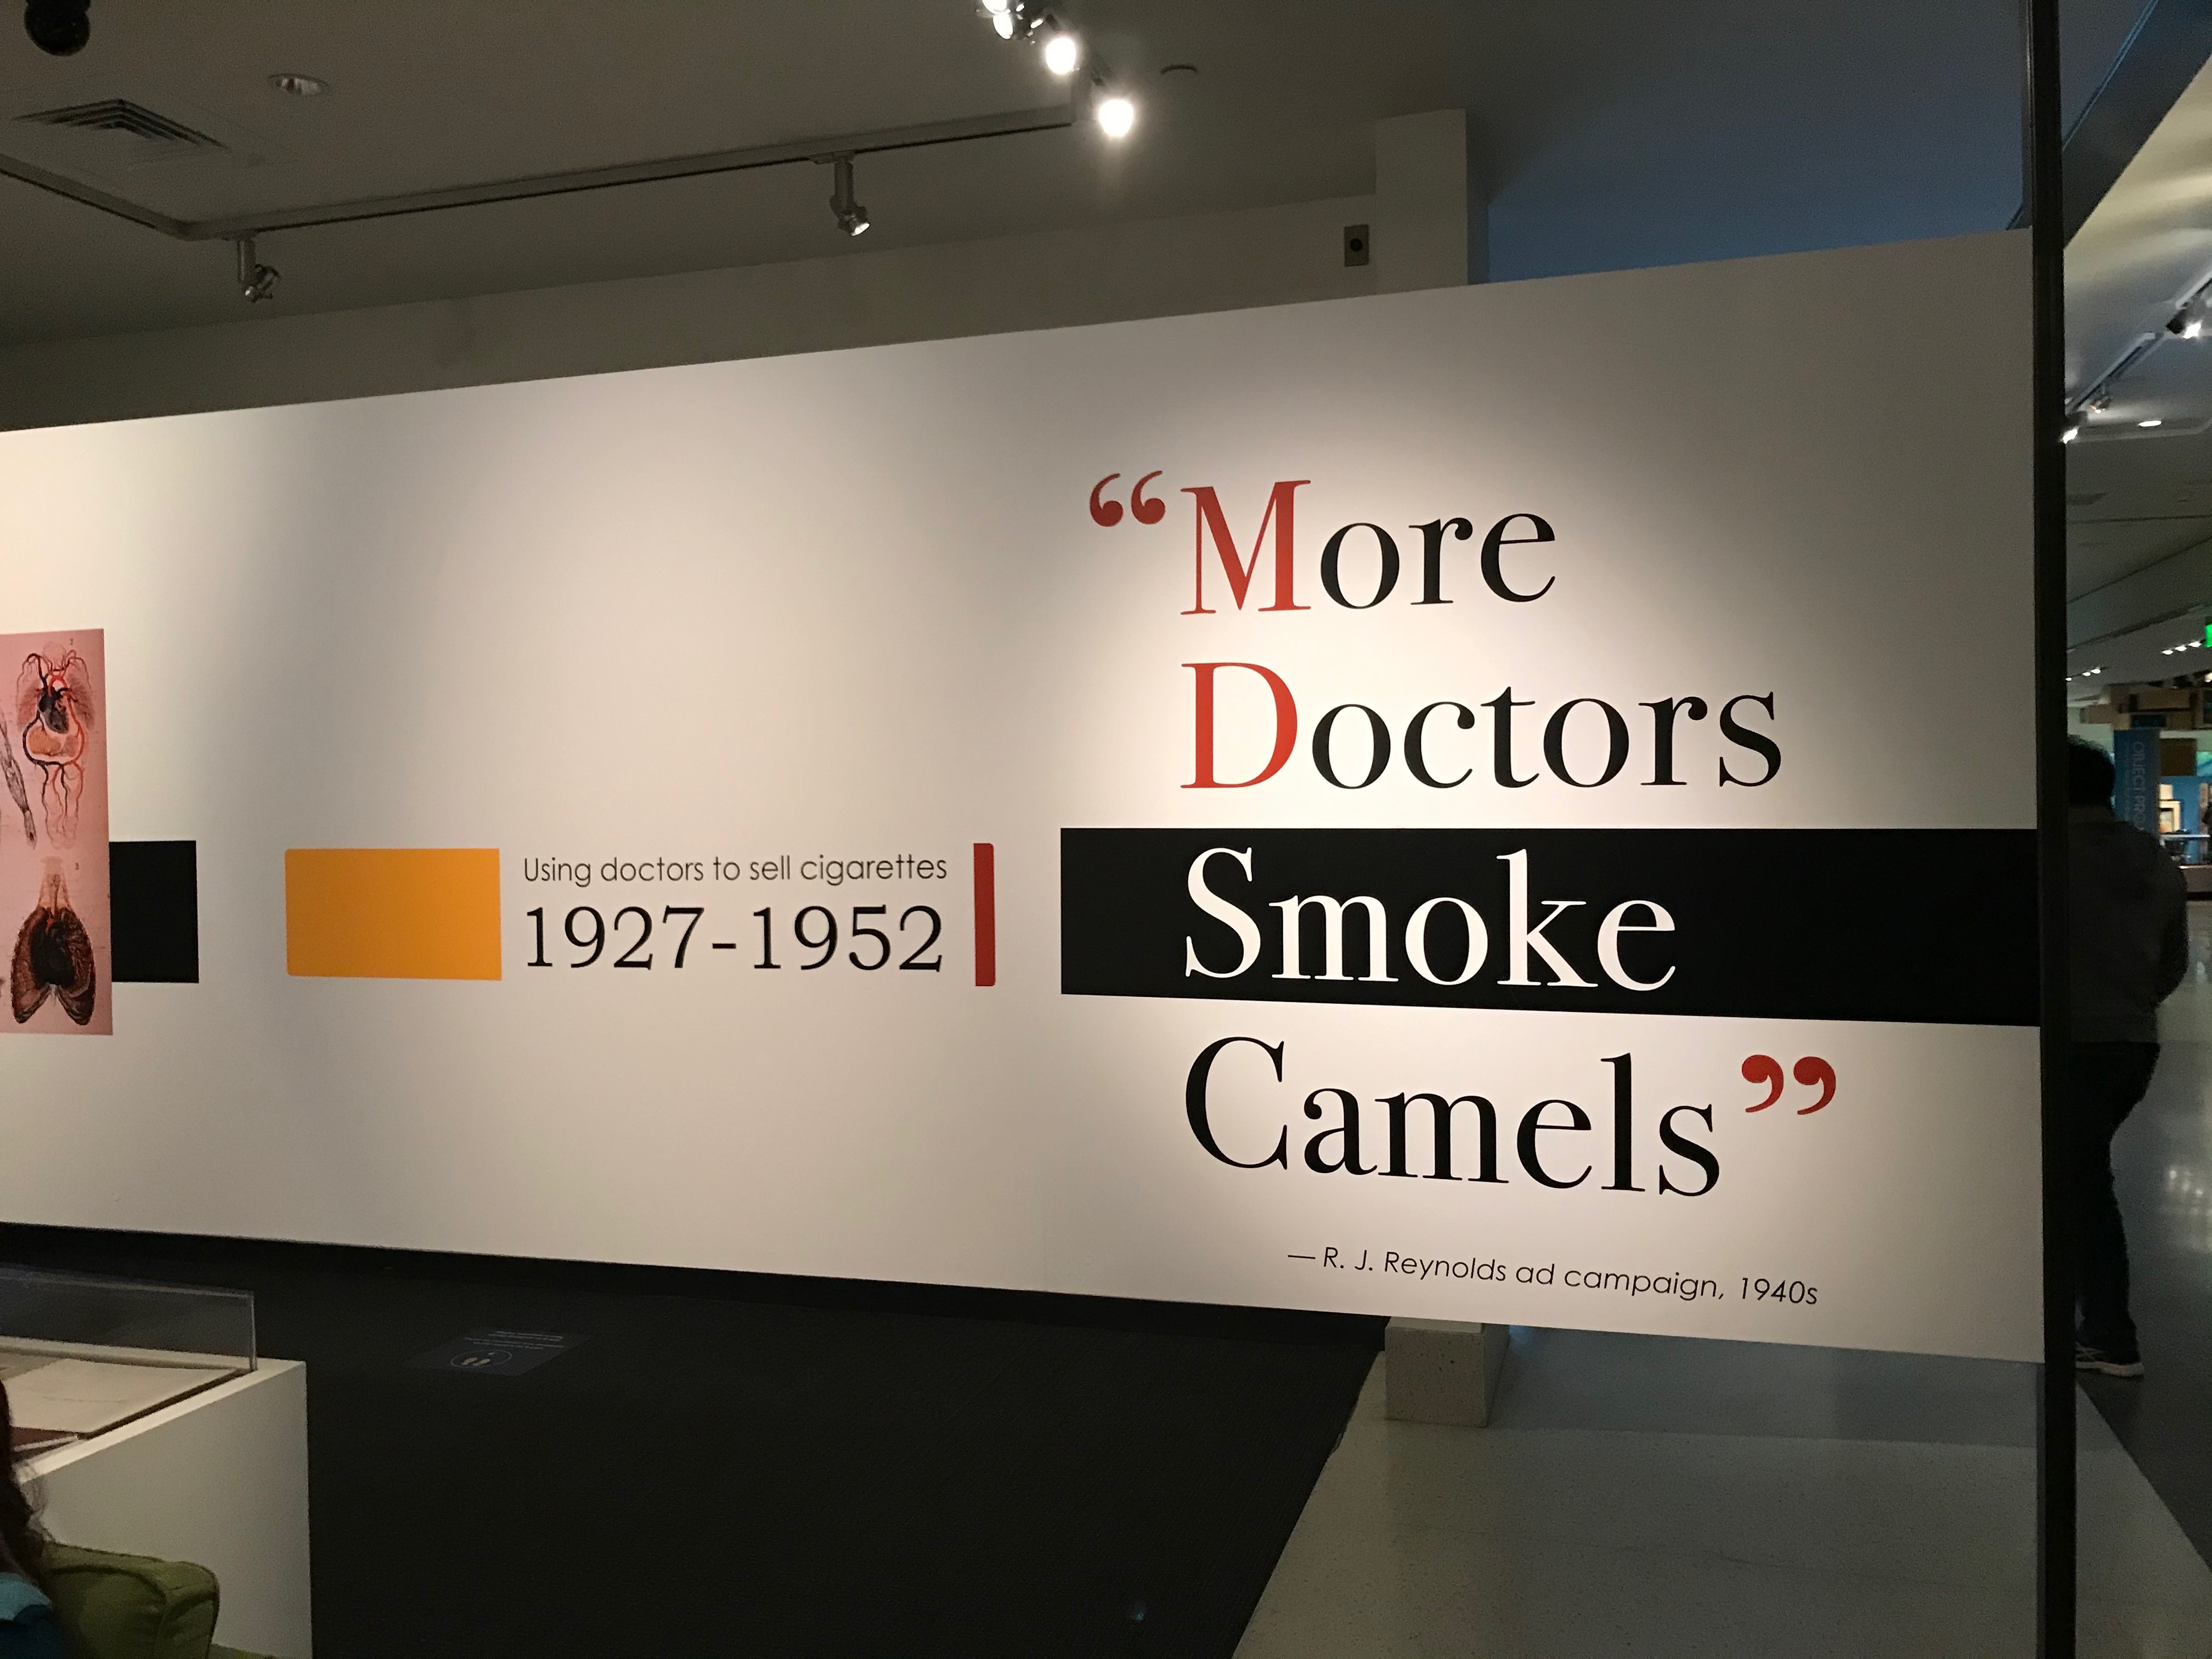 Using doctors to sell cigarettes
1927-1952
“More
Doctors
Smoke
Camels”
— R. J. Reynolds ad campaign, 1940s